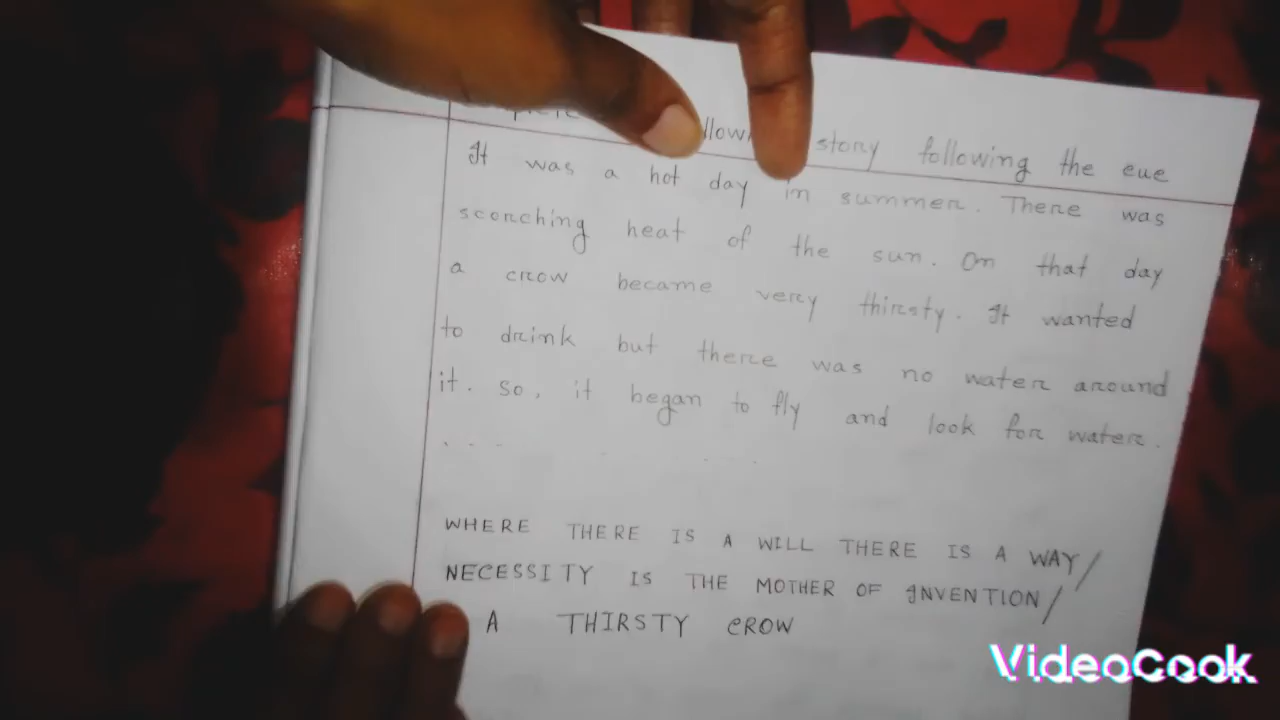 story following the cue
It was a hot day in summer. There was
scorching heat of the sun. On that day
a crow became very thirsty. It wanted
to drink but there was no water around
it. So, it began to fly and look for water.
. . . .
WHERE THERE IS A WILL THERE IS A WAY/
NECESSITY IS THE MOTHER OF INVENTION/
A THIRSTY CROW
VideoCook